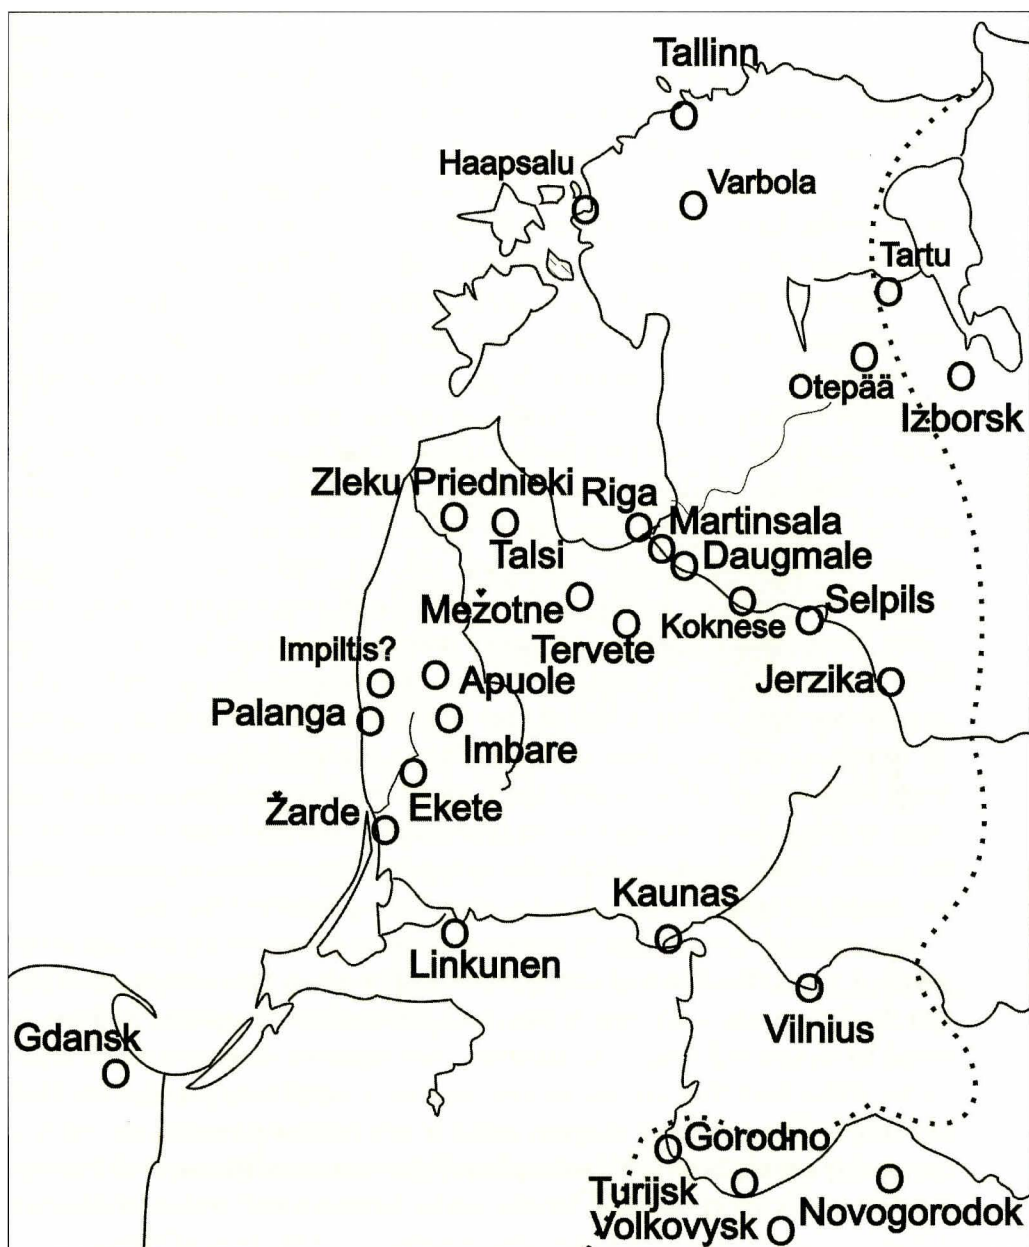 Tallinn
Haapsalu
Varbola
Tartu
Otepää
Ižborsk
Zleku Priednieki
Riga
Martinsala
Talsi
Daugmale
Mežotne
Selpils
Koknese
Tervete
Impiltis?
Apuole
Jerzika
Palanga
Imbare
Žarde
Ekete
Kaunas
Linkunen
Vilnius
Gdansk
Gorodno
Turijsk
Novogorodok
Volkovysk